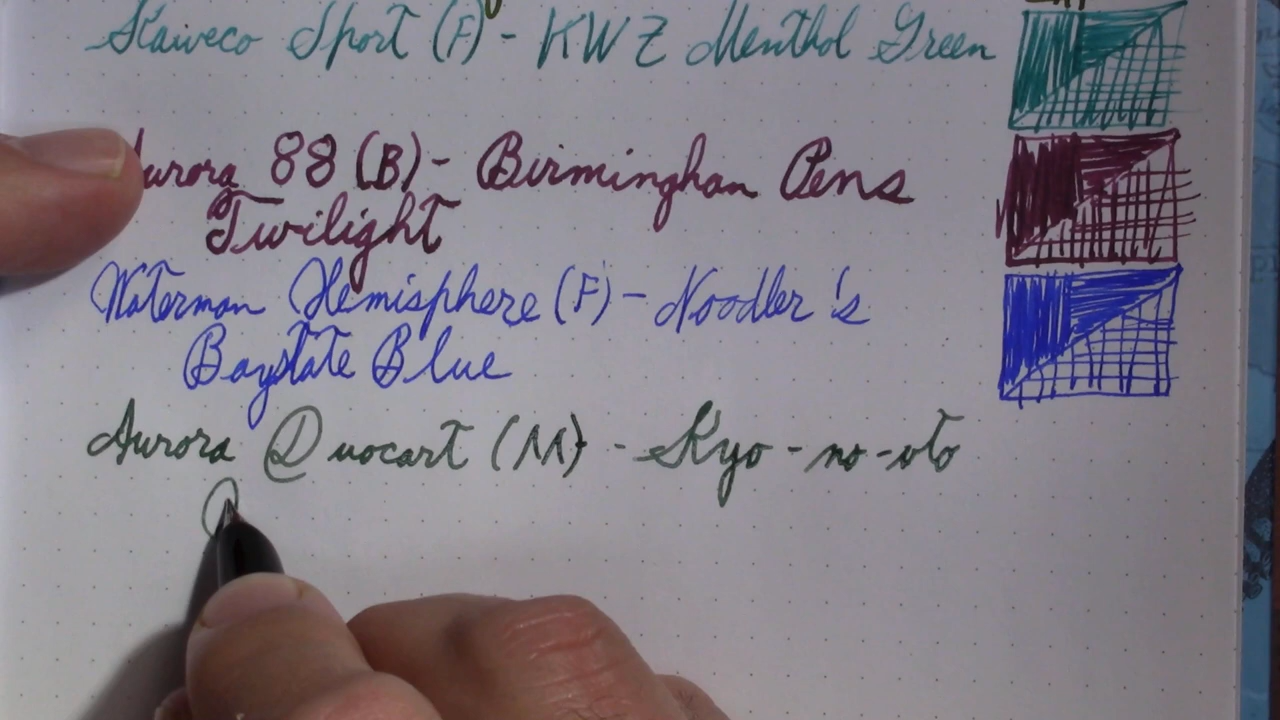 Kaweco Sport (F) - KWZ Menthol Green
Aurora 88 (B) - Birmingham Pens
Twilight
Waterman Hemisphere (F) - Noodler's
Baystate Blue
Aurora Duocart (M) - Kyo-no-oto